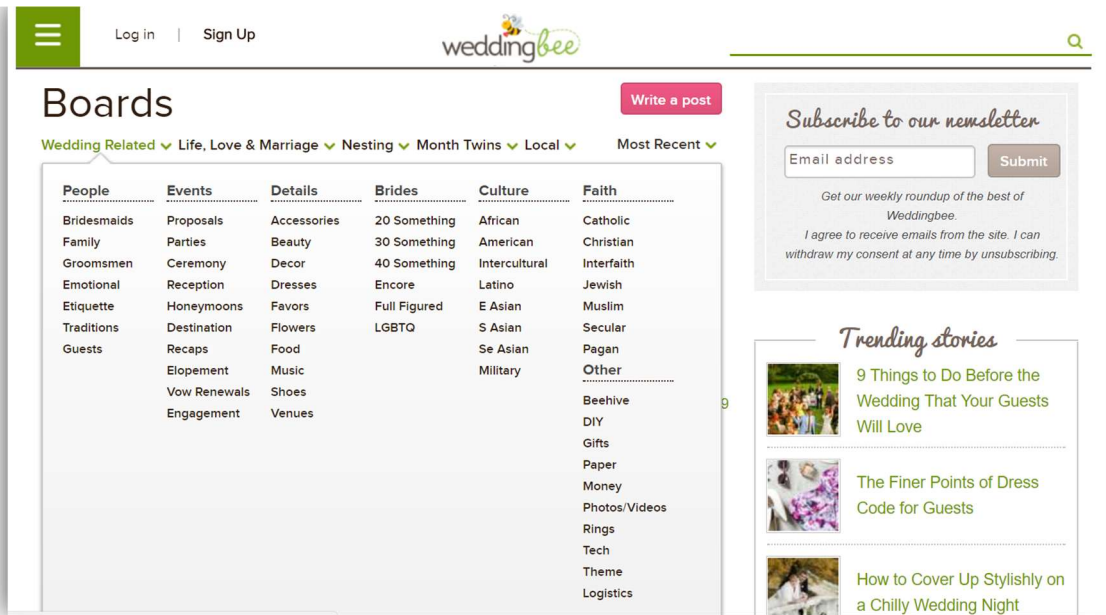 Log in | Sign Up
weddingbee
Boards
Write a post
Wedding Related Life, Love & Marriage Nesting Month Twins Local Most Recent
People
Bridesmaids
Family
Groomsmen
Emotional
Etiquette
Traditions
Guests
Events
Proposals
Parties
Ceremony
Reception
Honeymoons
Destination
Recaps
Elopement
Vow Renewals
Engagement
Details
Accessories
Beauty
Decor
Dresses
Favors
Flowers
Food
Music
Shoes
Venues
Brides
20 Something
30 Something
40 Something
Encore
Full Figured
LGBTQ
Culture
African
American
Intercultural
Latino
E Asian
S Asian
Se Asian
Military
Faith
Catholic
Christian
Interfaith
Jewish
Muslim
Secular
Pagan
Other
Beehive
DIY
Gifts
Paper
Money
Photos/Videos
Rings
Tech
Theme
Logistics
9
Subscribe to our newsletter
Email address
Submit
Get our weekly roundup of the best of
Weddingbee.
I agree to receive emails from the site. I can
withdraw my consent at any time by unsubscribing.
Trending stories
9 Things to Do Before the
Wedding That Your Guests
Will Love
The Finer Points of Dress
Code for Guests
How to Cover Up Stylishly on
a Chilly Wedding Night